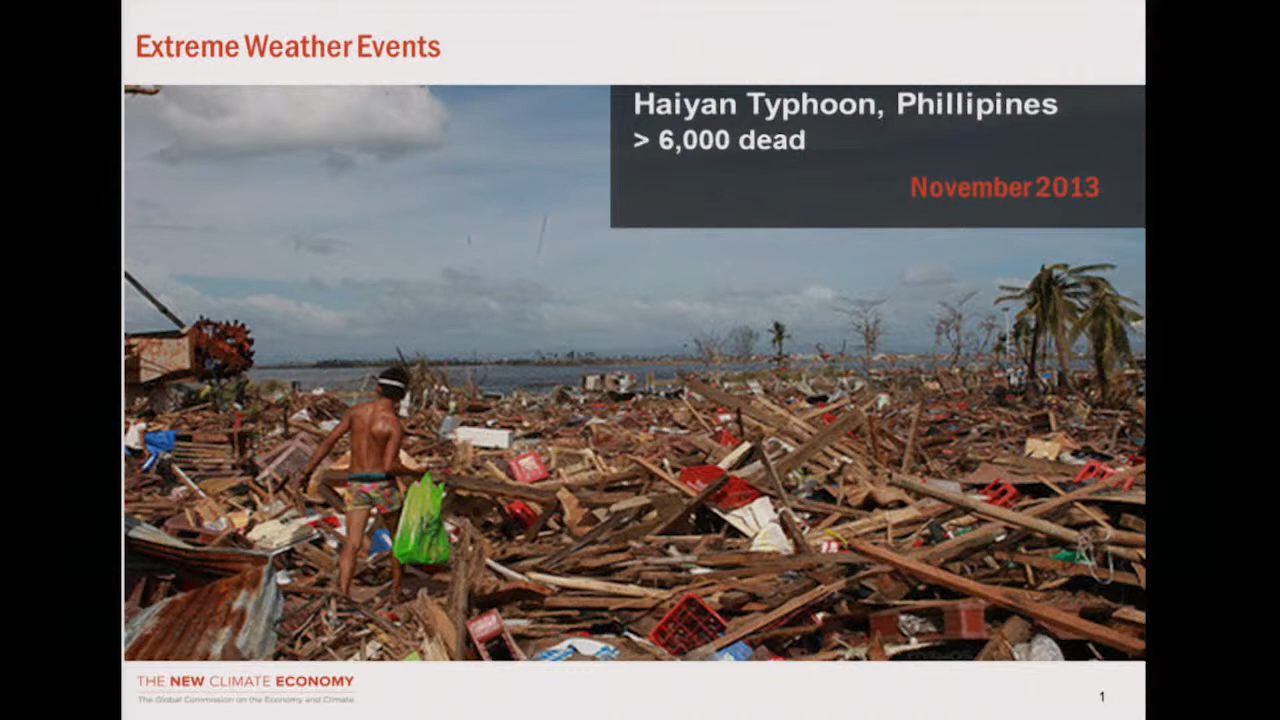 Extreme Weather Events
Haiyan Typhoon, Phillipines
> 6,000 dead
November 2013
THE NEW CLIMATE ECONOMY
The Global Commission on the Economy and Climate
1